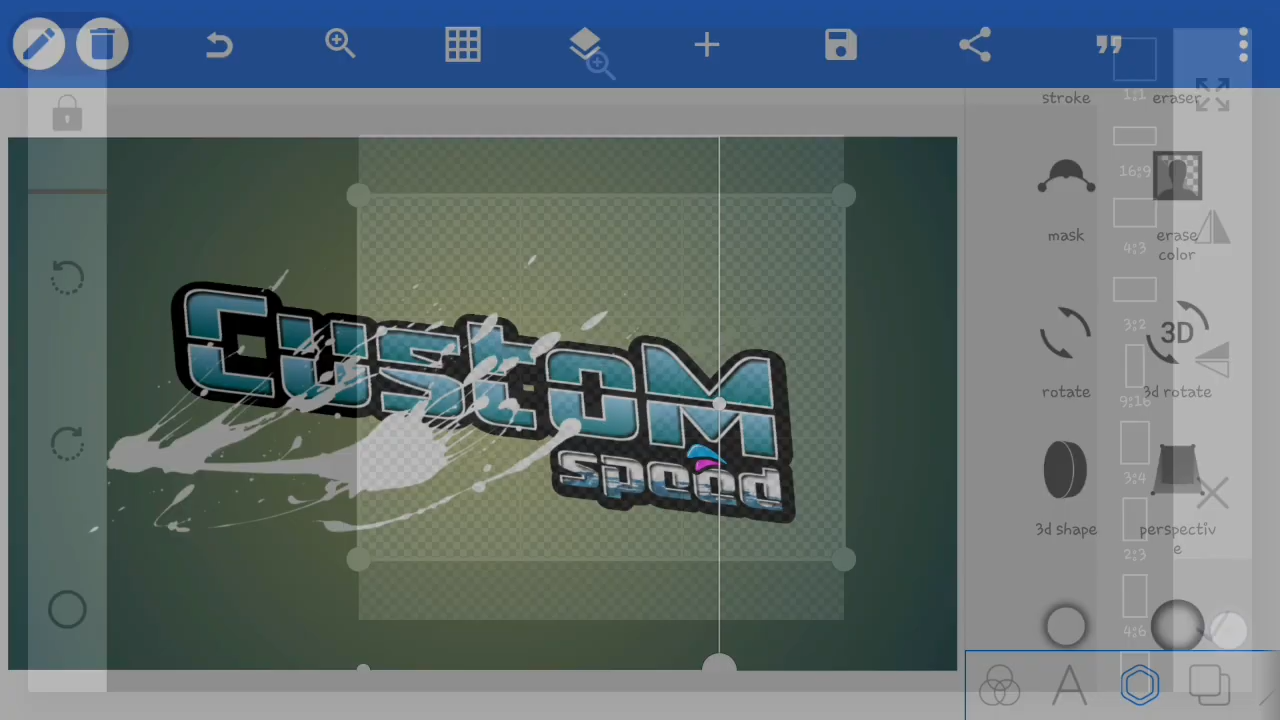 stroke
eraser
1:1
16:9
mask
erase
color
4:3
3:2
rotate
3d rotate
3D
9:16
3:4
3d shape
perspectiv
e
2:3
4:6
CustoM
speed